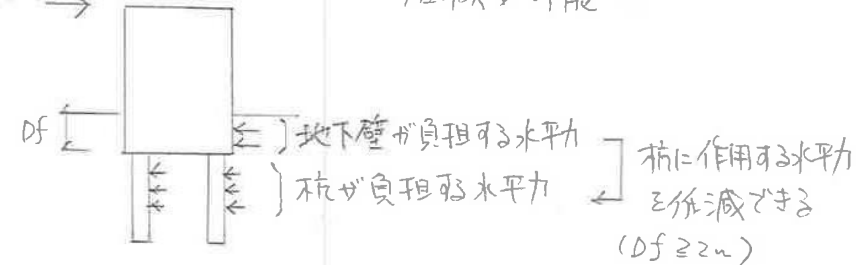 可能
Df
地下壁が負担する水平力
杭が負担する水平力
杭に作用する水平力
を低減できる
(Df≧2m)